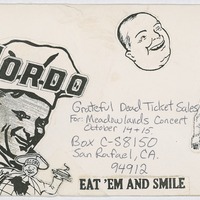 ORDO
Grateful Dead Ticket Sales
For: Meadowlands Concert
October 14+15
Box C-S8150
San Rafael, CA.
94912
EAT 'EM AND SMILE